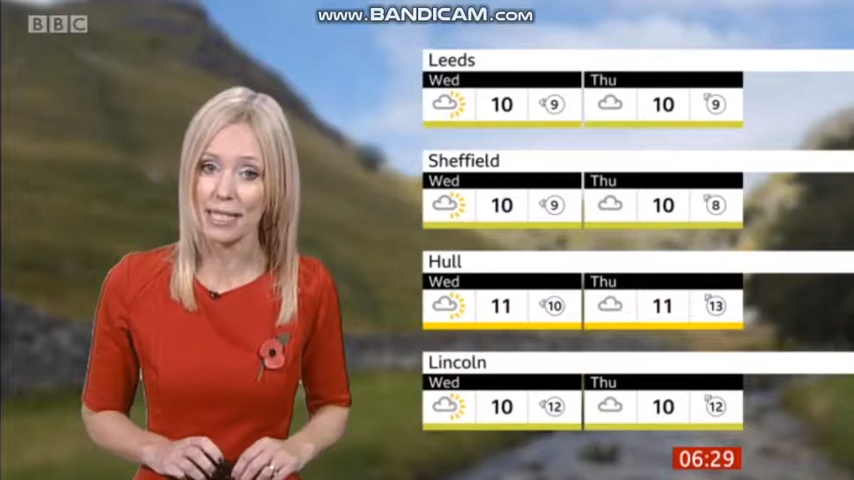 www.BANDICAM.com
BBC
Leeds
Wed Thu
10 9 10 9
Sheffield
Wed Thu
10 9 10 8
Hull
Wed Thu
11 10 11 13
Lincoln
Wed Thu
10 12 10 12
06:29